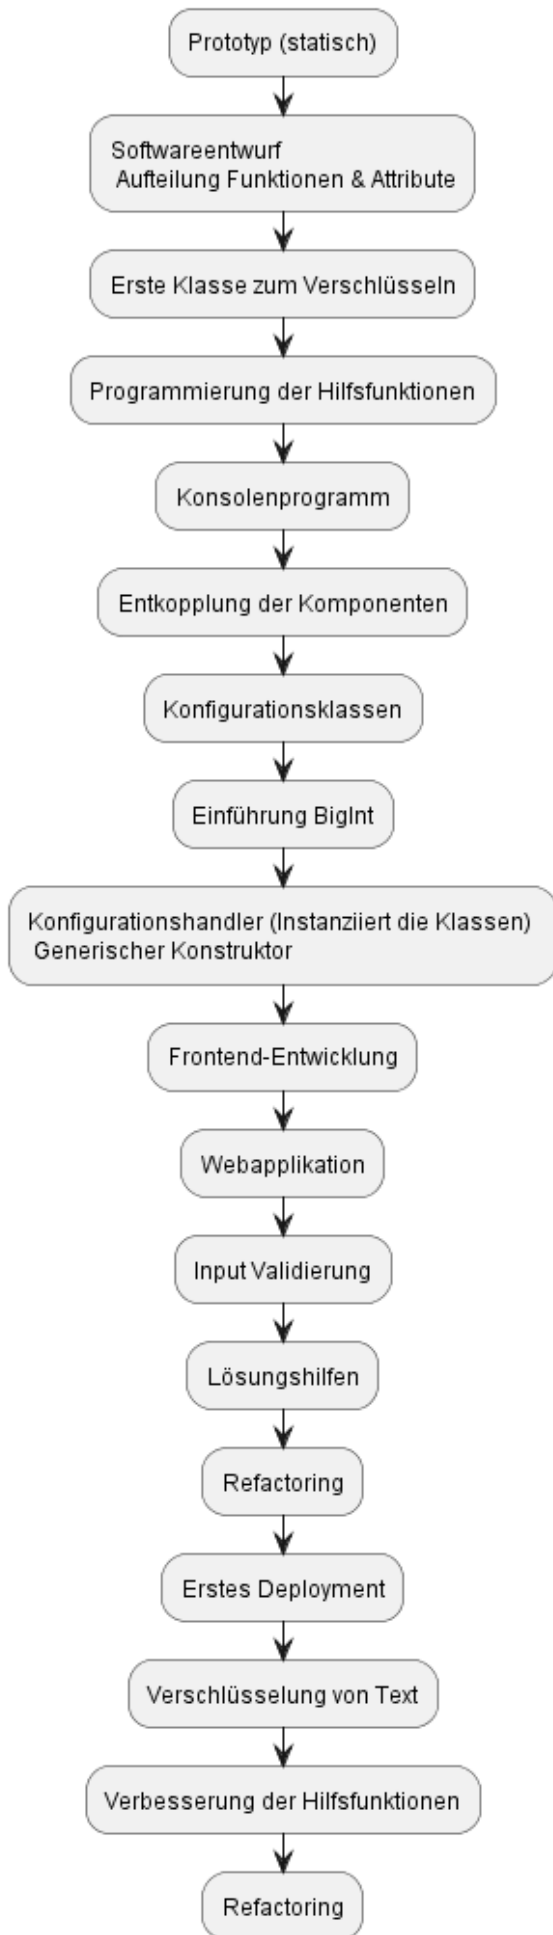 Prototyp (statisch)
Softwareentwurf
Aufteilung Funktionen & Attribute
Erste Klasse zum Verschlüsseln
Programmierung der Hilfsfunktionen
Konsolenprogramm
Entkopplung der Komponenten
Konfigurationsklassen
Einführung BigInt
Konfigurationshandler (Instanziiert die Klassen)
Generischer Konstruktor
Frontend-Entwicklung
Webapplikation
Input Validierung
Lösungshilfen
Refactoring
Erstes Deployment
Verschlüsselung von Text
Verbesserung der Hilfsfunktionen
Refactoring